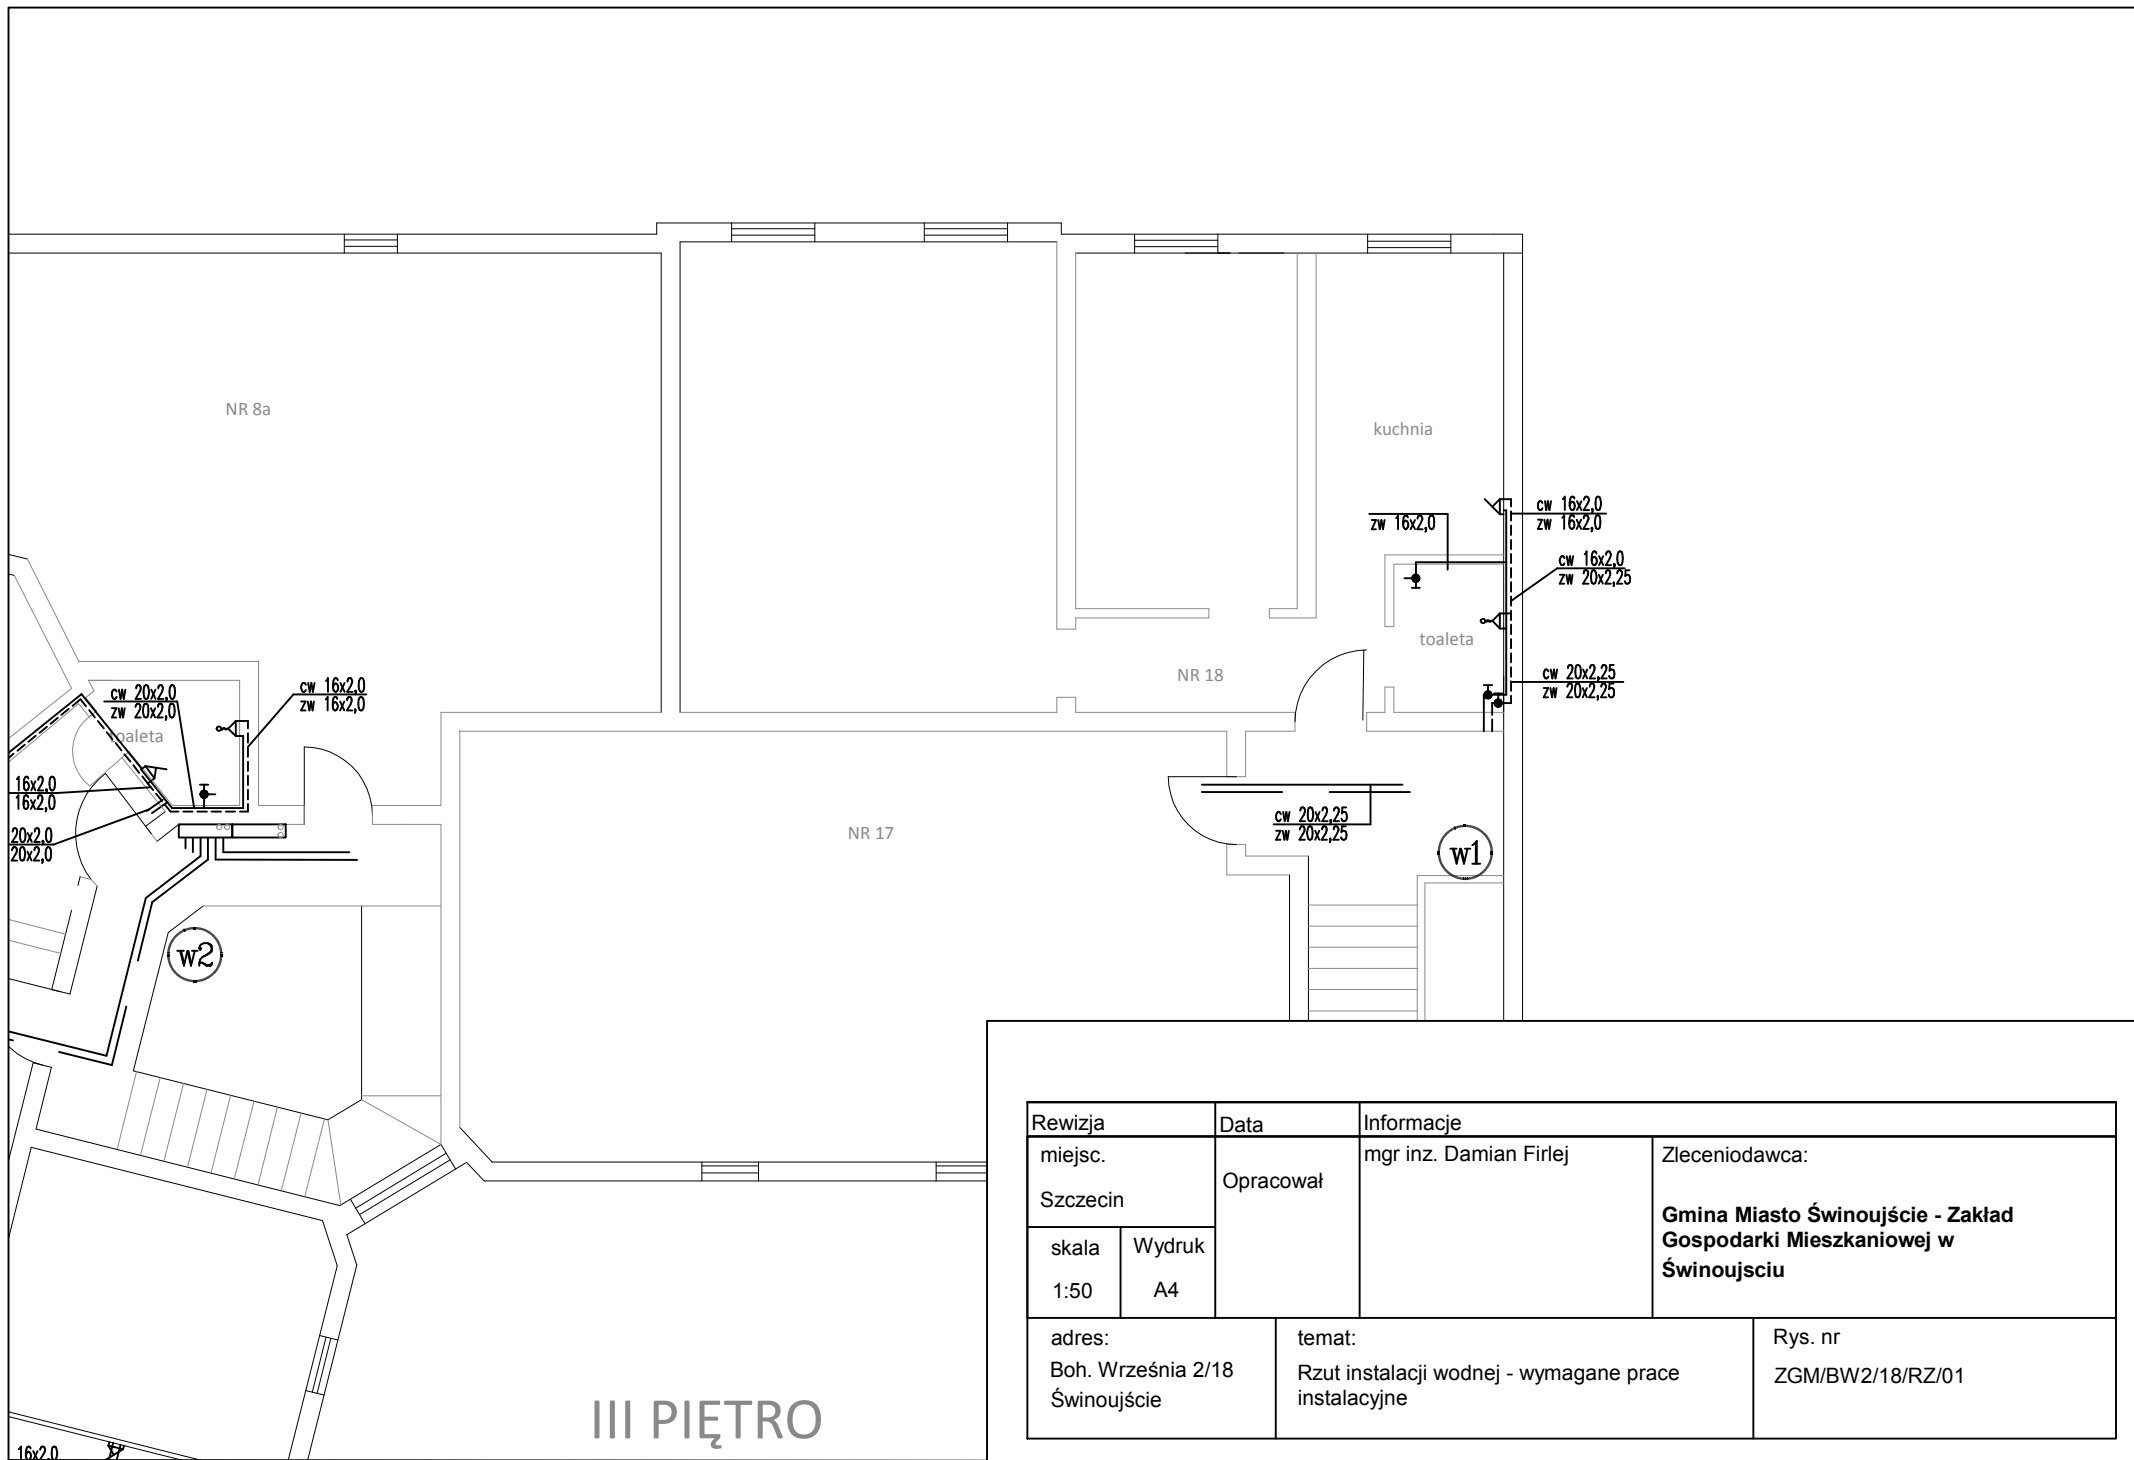 NR 8a
kuchnia
cw 16x2,0
zw 16x2,0
zw 16x2,0
cw 16x2,0
zw 20x2,25
toaleta
NR 18
cw 20x2,25
zw 20x2,25
cw 20x2,0
zw 20x2,0
cw 16x2,0
zw 16x2,0
oaleta
16x2,0
16x2,0
20x2,0
20x2,0
NR 17
cw 20x2,25
zw 20x2,25
w1
w2
III PIĘTRO
16x2,0
Rewizja Data Informacje
miejsc.
Szczecin
Opracował
mgr inz. Damian Firlej
Zleceniodawca:
Gmina Miasto Świnoujście - Zakład
Gospodarki Mieszkaniowej w
Świnoujsciu
skala Wydruk
1:50 A4
adres:
Boh. Września 2/18
Świnoujście
temat:
Rzut instalacji wodnej - wymagane prace
instalacyjne
Rys. nr
ZGM/BW2/18/RZ/01